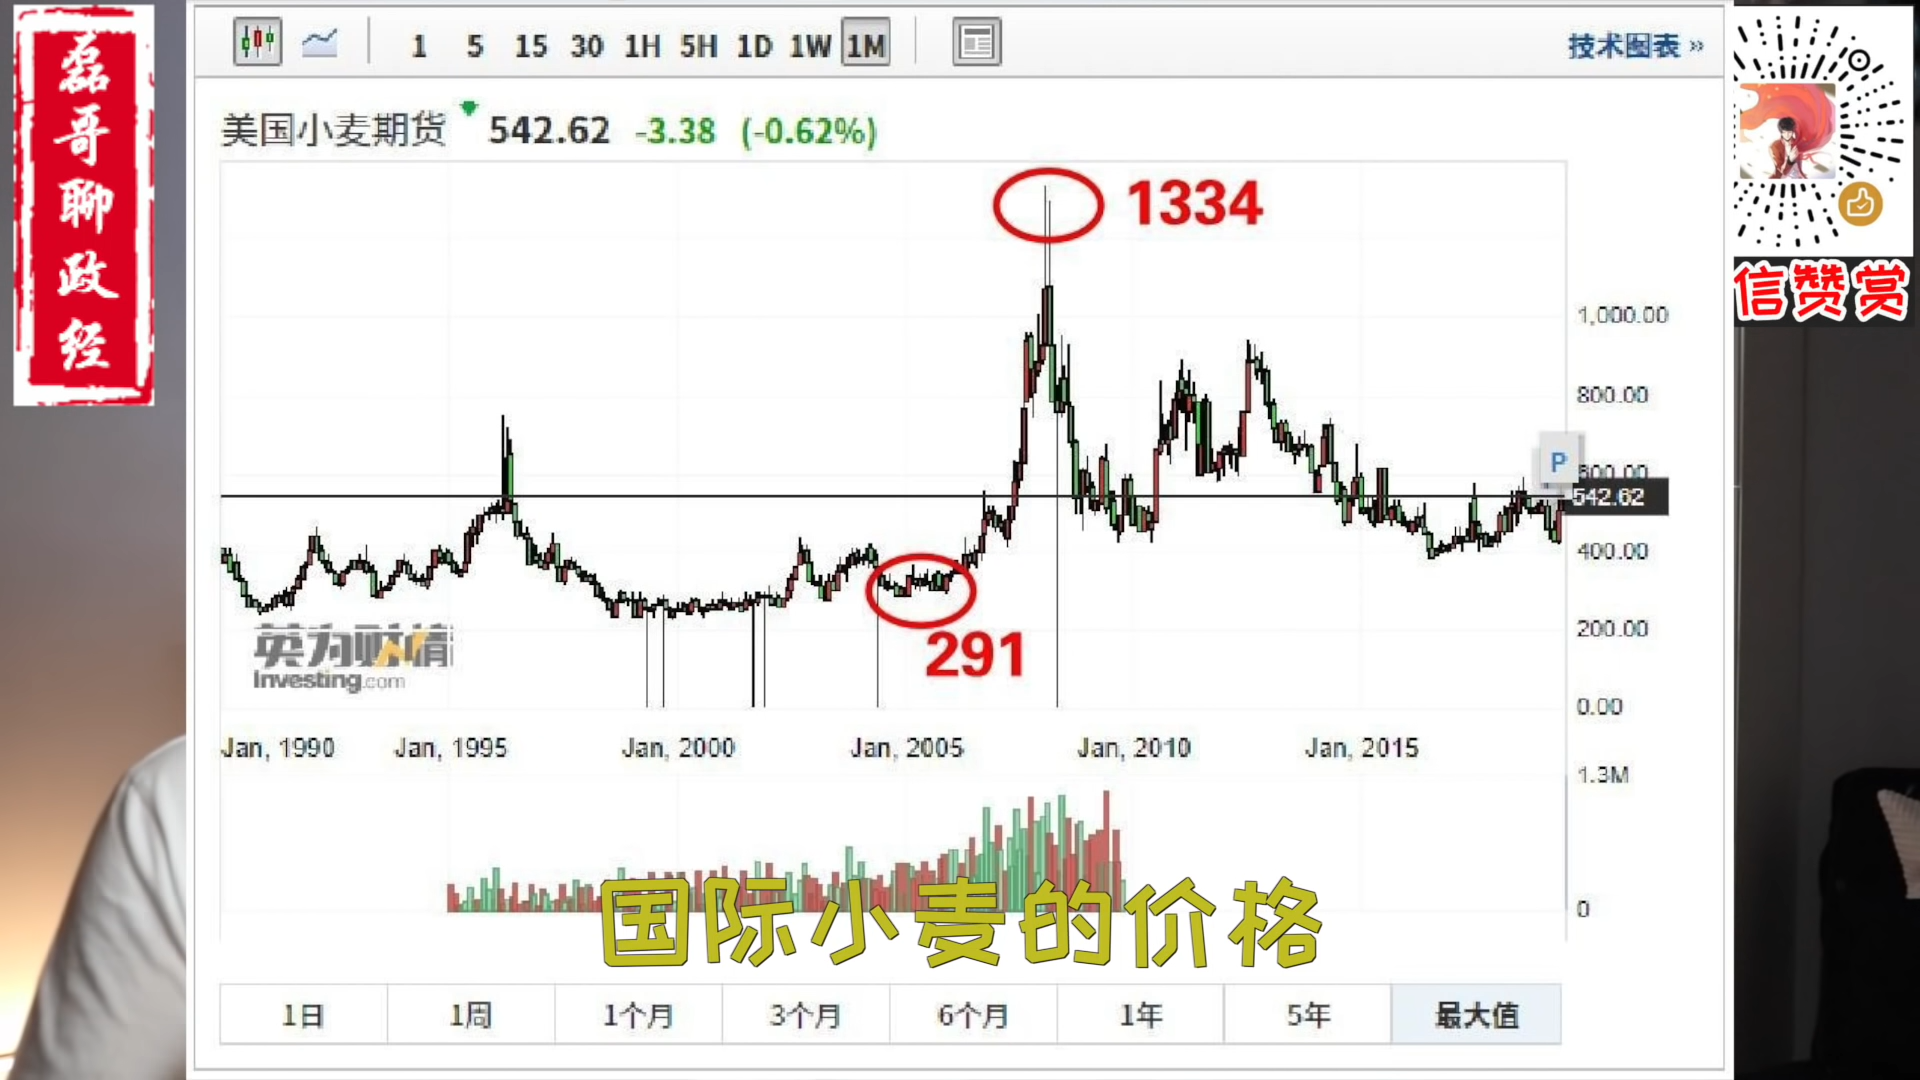 磊哥聊政经
1 5 15 30 1H 5H 1D 1W 1M
技术图表 »
美国小麦期货 542.62 -3.38 (-0.62%)
1334
信赞赏
1,000.00
800.00
P
600.00
542.62
400.00
291
200.00
英为财情
Investing.com
0.00
Jan, 1990 Jan, 1995 Jan, 2000 Jan, 2005 Jan, 2010 Jan, 2015
1.3M
0
国际小麦的价格
1日 1周 1个月 3个月 6个月 1年 5年 最大值